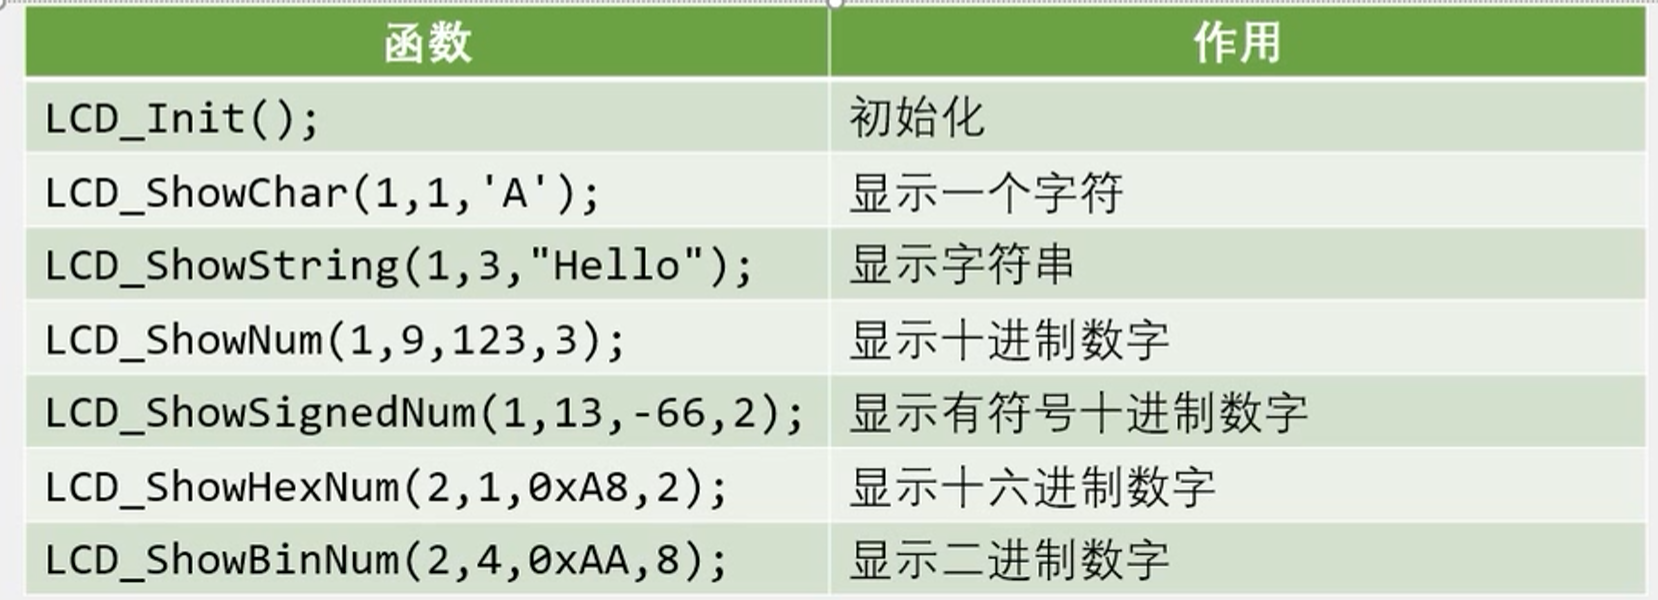 函数 作用
LCD_Init(); 初始化
LCD_ShowChar(1,1,'A'); 显示一个字符
LCD_ShowString(1,3,"Hello"); 显示字符串
LCD_ShowNum(1,9,123,3); 显示十进制数字
LCD_ShowSignedNum(1,13,-66,2); 显示有符号十进制数字
LCD_ShowHexNum(2,1,0xA8,2); 显示十六进制数字
LCD_ShowBinNum(2,4,0xAA,8); 显示二进制数字